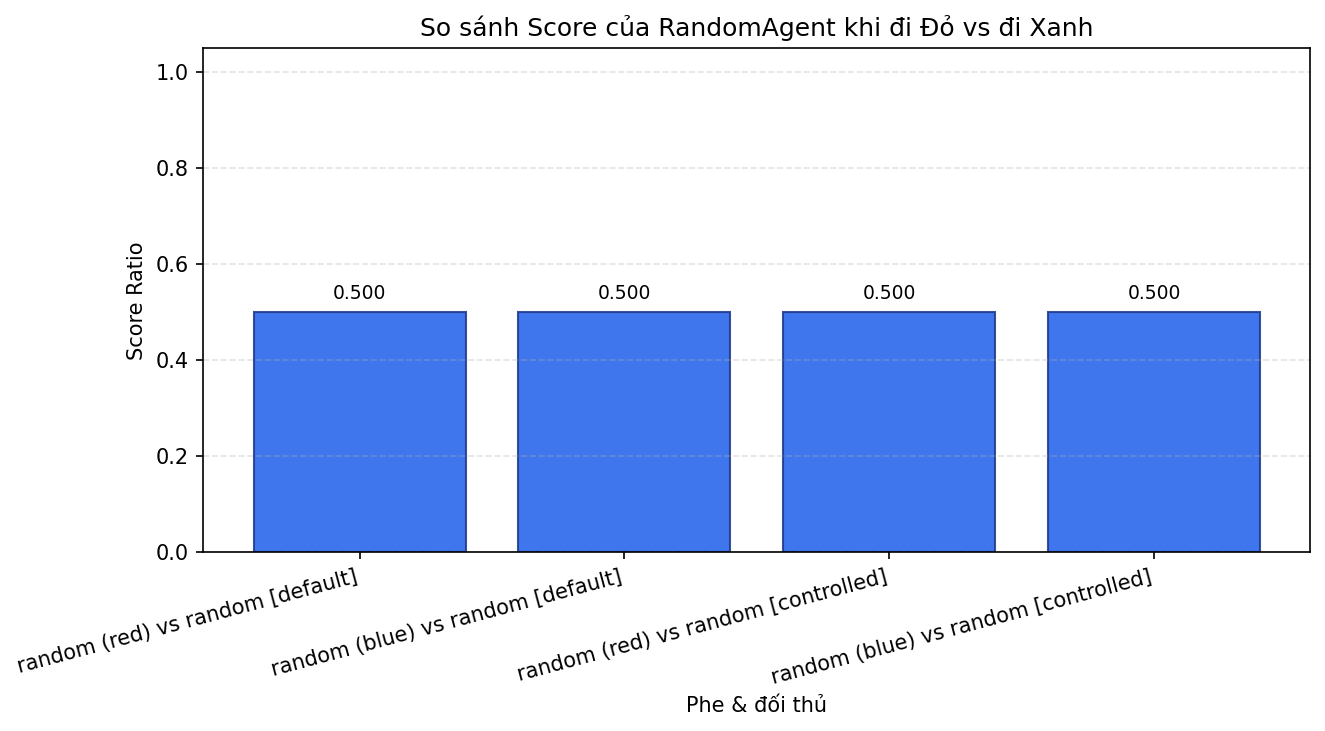 So sánh Score của RandomAgent khi đi Đỏ vs đi Xanh
Score Ratio
1.0
0.8
0.6
0.4
0.2
0.0
0.500
0.500
0.500
0.500
random (red) vs random [default]
random (blue) vs random [default]
random (red) vs random [controlled]
random (blue) vs random [controlled]
Phe & đối thủ